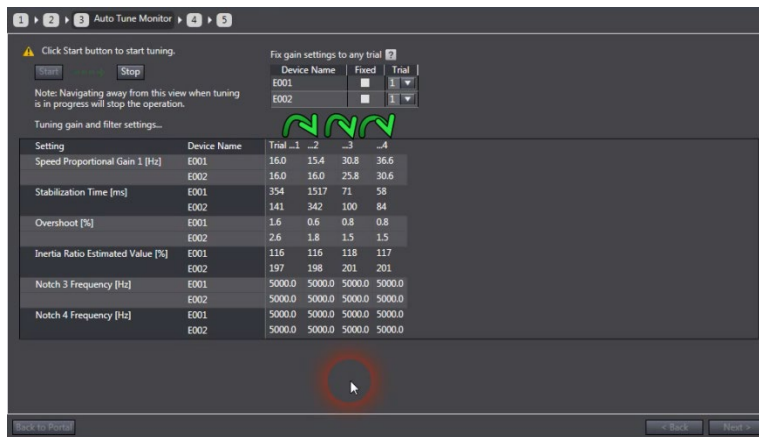 1 2 3 Auto Tune Monitor 4 5
Click Start button to start tuning.
Start Stop
Note: Navigating away from this view when tuning
is in progress will stop the operation.
Tuning gain and filter settings...
Fix gain settings to any trial ?
Device Name Fixed Trial
E001 1
E002 1
Setting Device Name Trial ...1 ...2 ...3 ...4
Speed Proportional Gain 1 [Hz] E001 16.0 15.4 30.8 36.6
E002 16.0 16.0 25.8 30.6
Stabilization Time [ms] E001 354 1517 71 58
E002 141 342 100 84
Overshoot [%] E001 1.6 0.6 0.8 0.8
E002 2.6 1.8 1.5 1.5
Inertia Ratio Estimated Value [%] E001 116 116 118 117
E002 197 198 201 201
Notch 3 Frequency [Hz] E001 5000.0 5000.0 5000.0 5000.0
E002 5000.0 5000.0 5000.0 5000.0
Notch 4 Frequency [Hz] E001 5000.0 5000.0 5000.0 5000.0
E002 5000.0 5000.0 5000.0 5000.0
Back to Portal < Back Next >